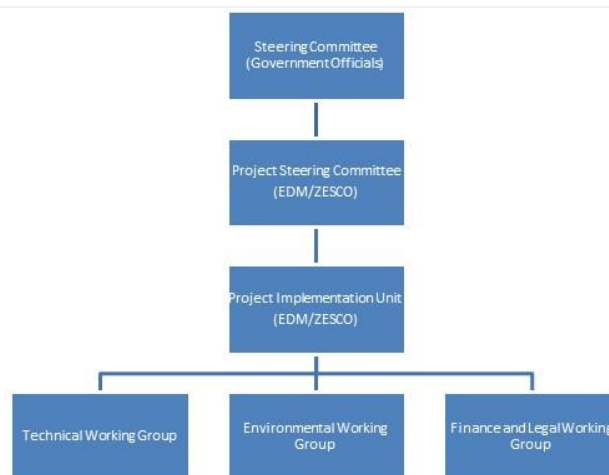 Steering Committee
(Government Officials)
Project Steering Committee
(EDM/ZESCO)
Project Implementation Unit
(EDM/ZESCO)
Technical Working Group
Environmental Working
Group
Finance and Legal Working
Group